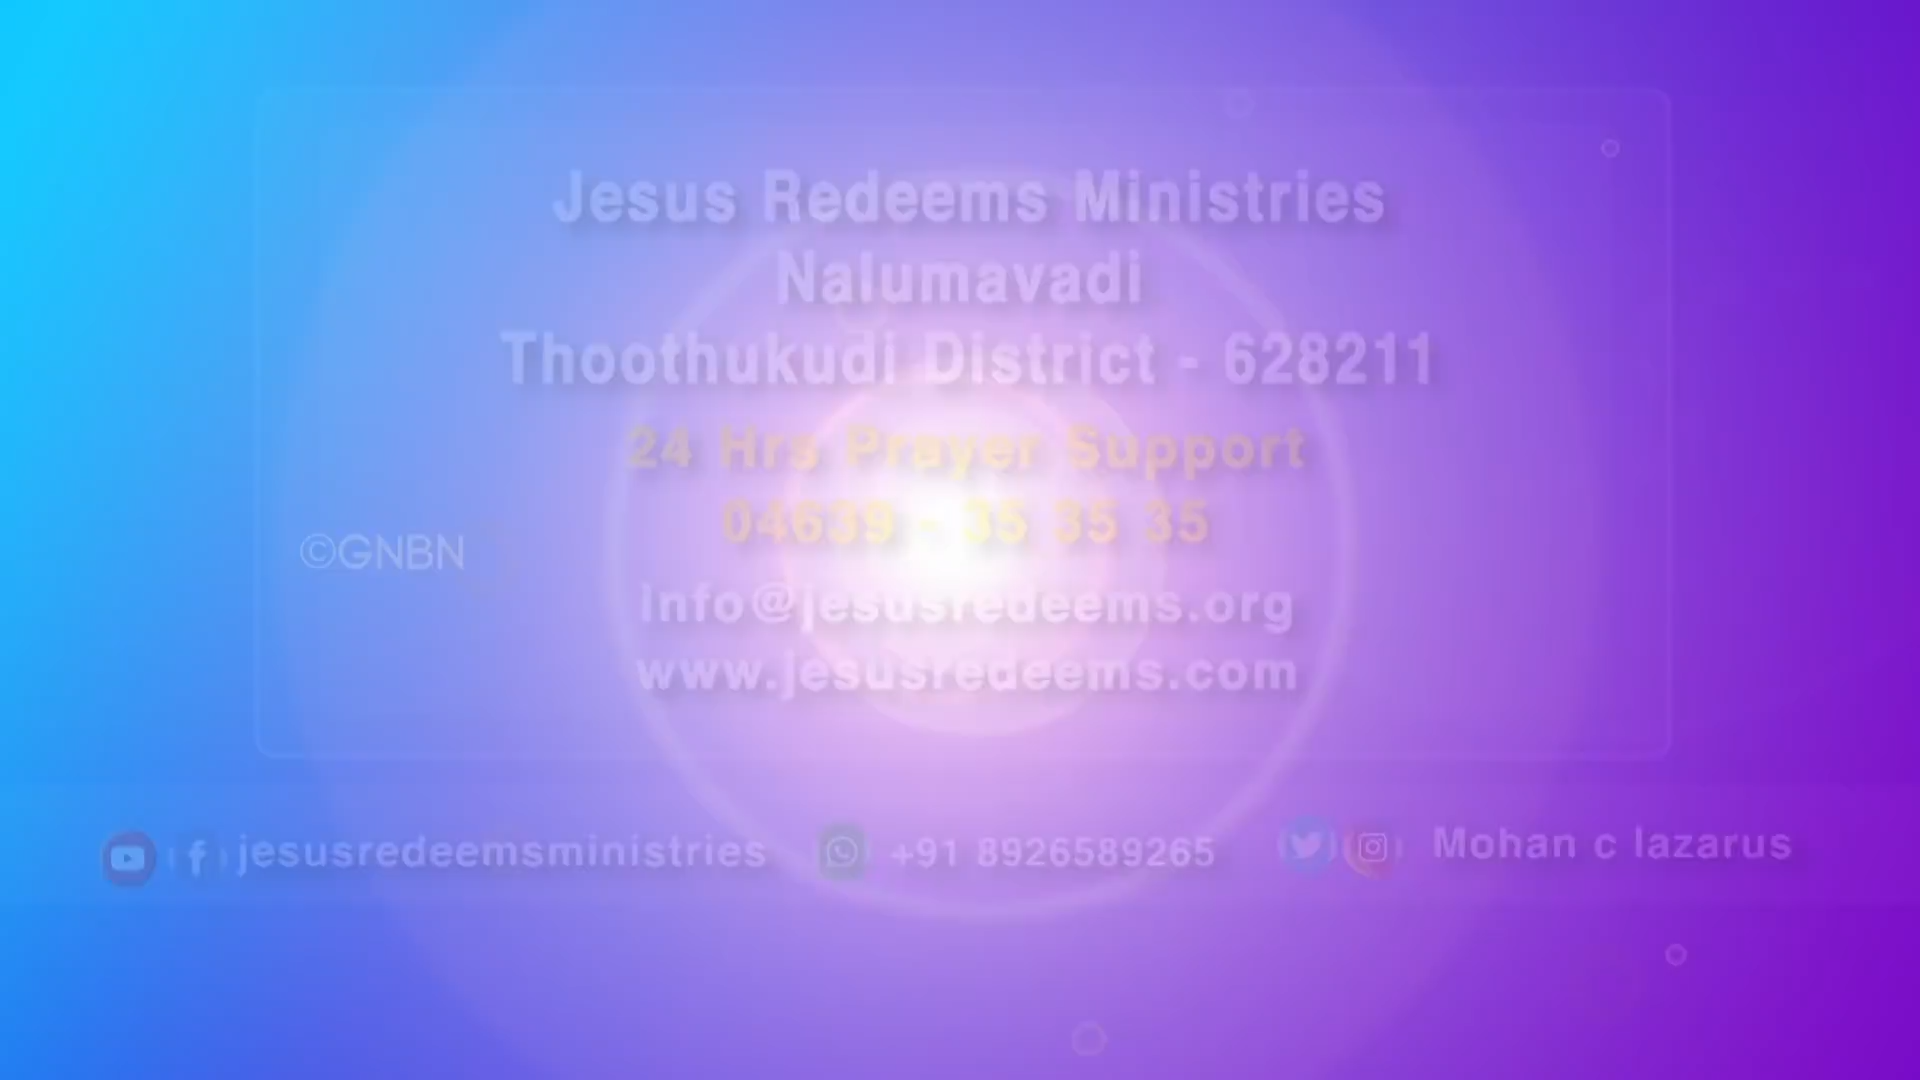 Jesus Redeems Ministries
Nalumavadi
Thoothukudi District - 628211
24 Hrs Prayer Support
04639 - 35 35 35
©GNBN
Info@jesusredeems.org
www.jesusredeems.com
jesusredeemsministries +91 8926589265 Mohan c lazarus